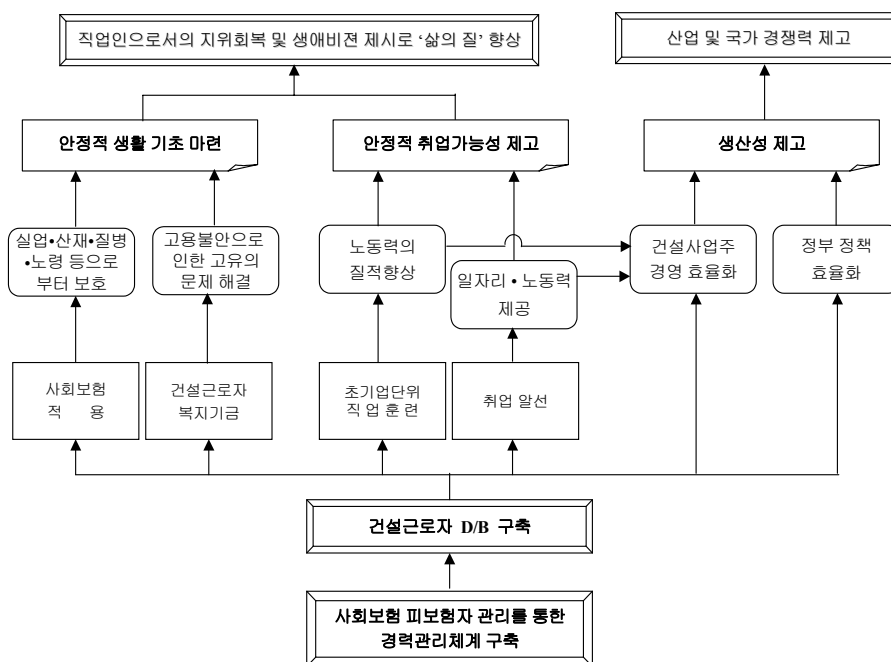 직업인으로서의 지위회복 및 생애비젼 제시로 ‘삶의 질’ 향상
산업 및 국가 경쟁력 제고
안정적 생활 기초 마련
안정적 취업가능성 제고
생산성 제고
실업•산재•질병
•노령 등으로
부터 보호
고용불안으로
인한 고유의
문제 해결
노동력의
질적향상
일자리 • 노동력
제공
건설사업주
경영 효율화
정부 정책
효율화
사회보험
적 용
건설근로자
복지기금
초기업단위
직 업 훈 련
취업 알선
건설근로자 D/B 구축
사회보험 피보험자 관리를 통한
경력관리체계 구축